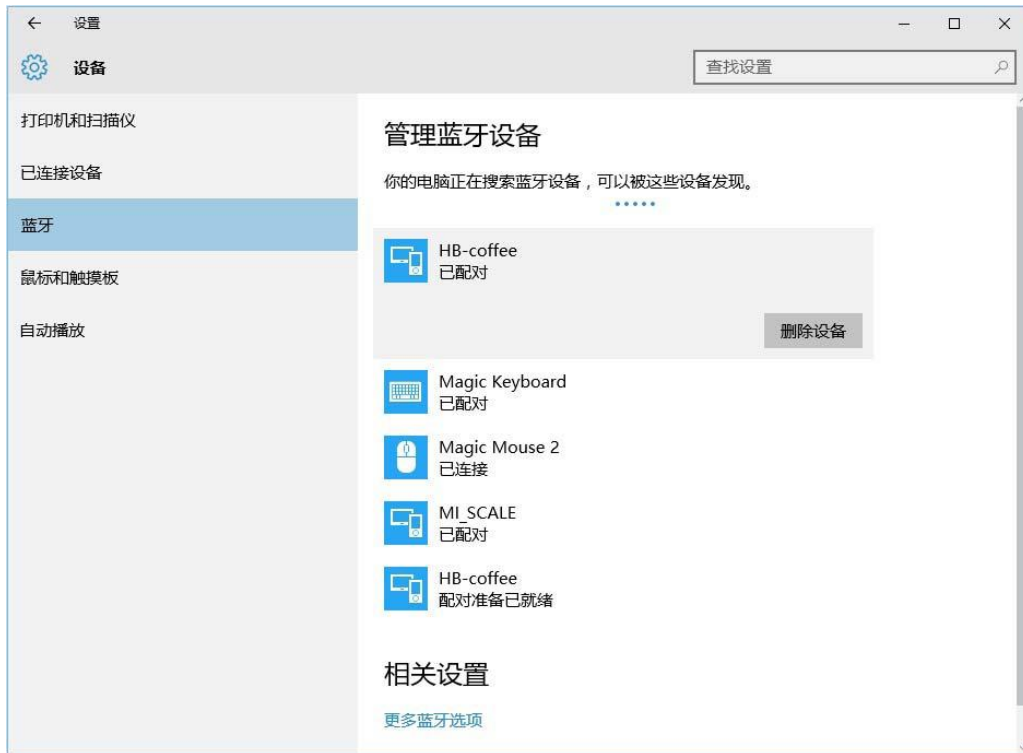 设置
设备
查找设置
打印机和扫描仪
已连接设备
蓝牙
鼠标和触摸板
自动播放
管理蓝牙设备
你的电脑正在搜索蓝牙设备，可以被这些设备发现。
HB-coffee
已配对
删除设备
Magic Keyboard
已配对
Magic Mouse 2
已连接
MI_SCALE
已配对
HB-coffee
配对准备已就绪
相关设置
更多蓝牙选项